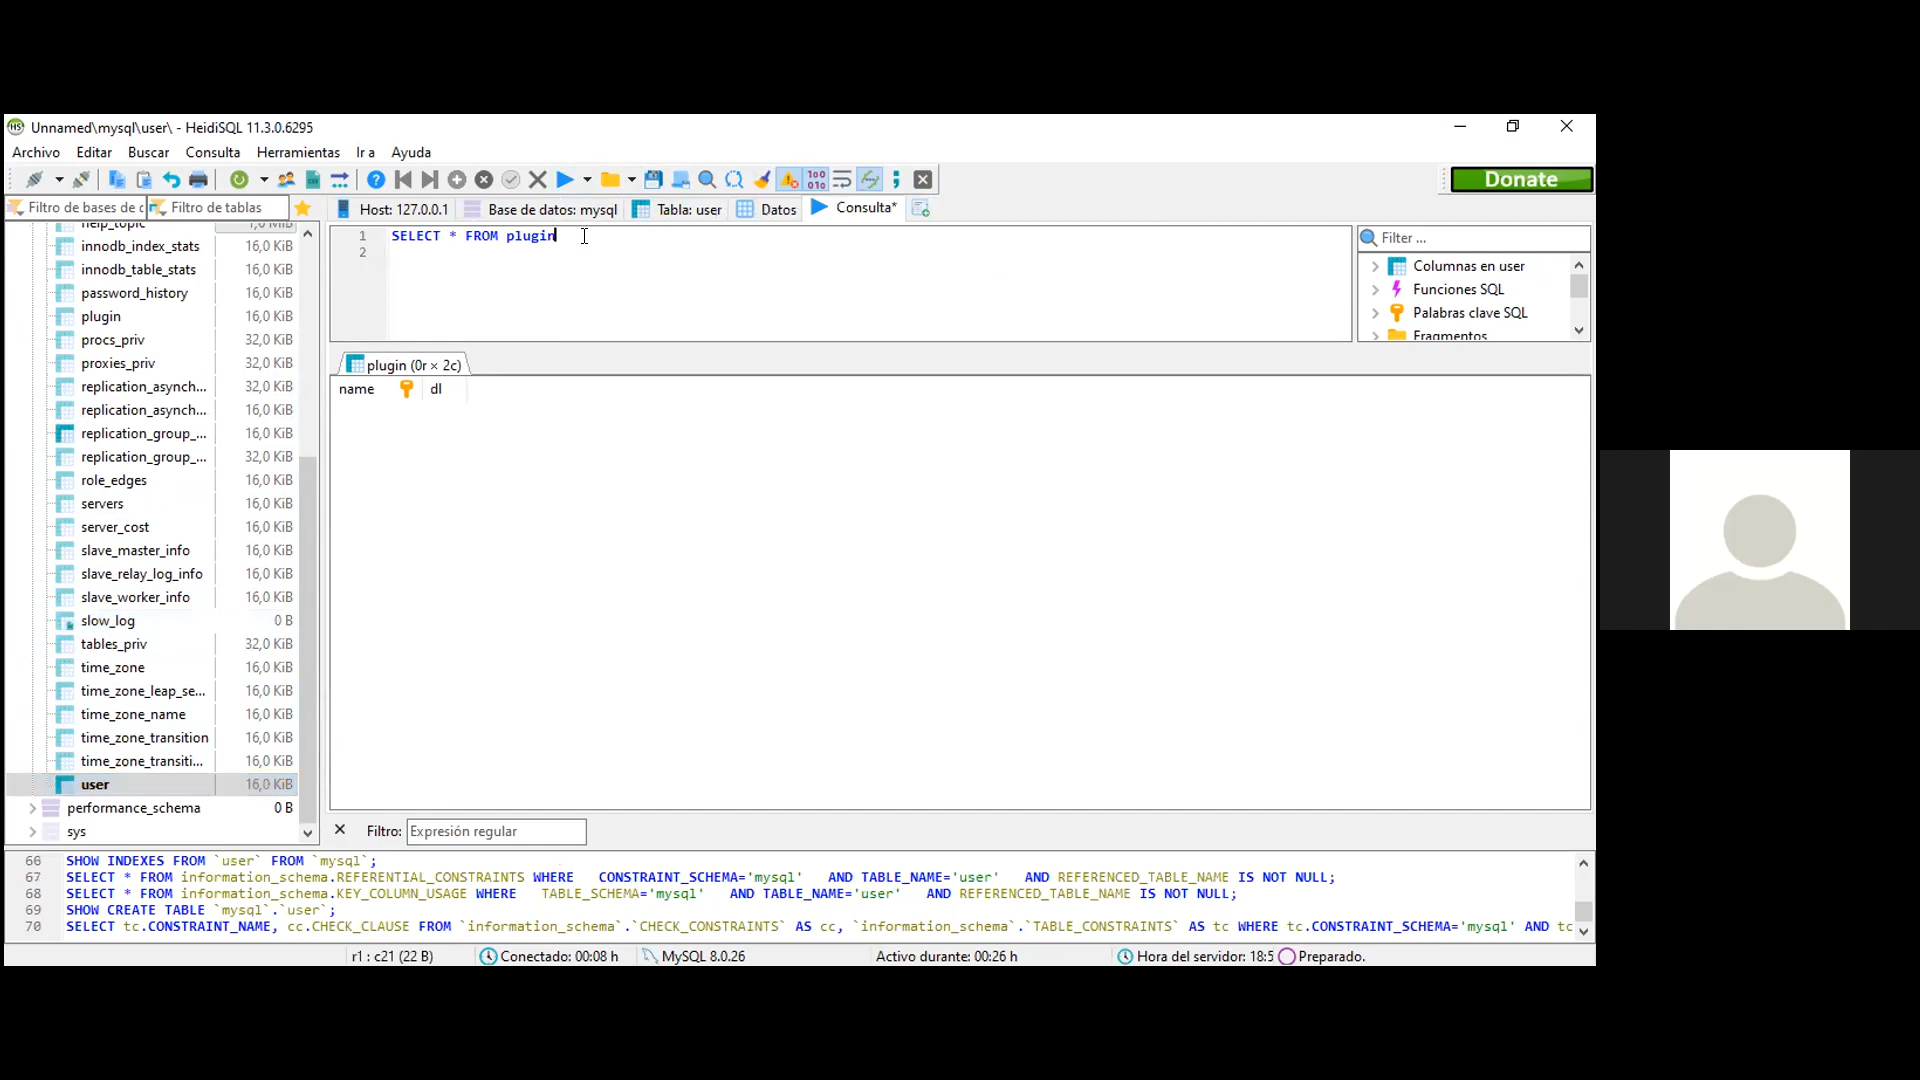 Unnamed\mysql\user\ - HeidiSQL 11.3.0.6295
Archivo Editar Buscar Consulta Herramientas Ir a Ayuda
Donate
Filtro de bases de c Filtro de tablas
Host: 127.0.0.1 Base de datos: mysql Tabla: user Datos Consulta*
help_topic 1,0 MiB
innodb_index_stats 16,0 KiB
innodb_table_stats 16,0 KiB
password_history 16,0 KiB
plugin 16,0 KiB
procs_priv 32,0 KiB
proxies_priv 32,0 KiB
replication_asynch... 32,0 KiB
replication_asynch... 16,0 KiB
replication_group_... 16,0 KiB
replication_group_... 32,0 KiB
role_edges 16,0 KiB
servers 16,0 KiB
server_cost 16,0 KiB
slave_master_info 16,0 KiB
slave_relay_log_info 16,0 KiB
slave_worker_info 16,0 KiB
slow_log 0 B
tables_priv 32,0 KiB
time_zone 16,0 KiB
time_zone_leap_se... 16,0 KiB
time_zone_name 16,0 KiB
time_zone_transition 16,0 KiB
time_zone_transiti... 16,0 KiB
user 16,0 KiB
performance_schema 0 B
sys
1 SELECT * FROM plugin
2
Filter ...
Columnas en user
Funciones SQL
Palabras clave SQL
Fragmentos
plugin (0r × 2c)
name dl
Filtro: Expresión regular
66 SHOW INDEXES FROM `user` FROM `mysql`;
67 SELECT * FROM information_schema.REFERENTIAL_CONSTRAINTS WHERE CONSTRAINT_SCHEMA='mysql' AND TABLE_NAME='user' AND REFERENCED_TABLE_NAME IS NOT NULL;
68 SELECT * FROM information_schema.KEY_COLUMN_USAGE WHERE TABLE_SCHEMA='mysql' AND TABLE_NAME='user' AND REFERENCED_TABLE_NAME IS NOT NULL;
69 SHOW CREATE TABLE `mysql`.`user`;
70 SELECT tc.CONSTRAINT_NAME, cc.CHECK_CLAUSE FROM `information_schema`.`CHECK_CONSTRAINTS` AS cc, `information_schema`.`TABLE_CONSTRAINTS` AS tc WHERE tc.CONSTRAINT_SCHEMA='mysql' AND tc
r1 : c21 (22 B) Conectado: 00:08 h MySQL 8.0.26 Activo durante: 00:26 h Hora del servidor: 18:5 Preparado.